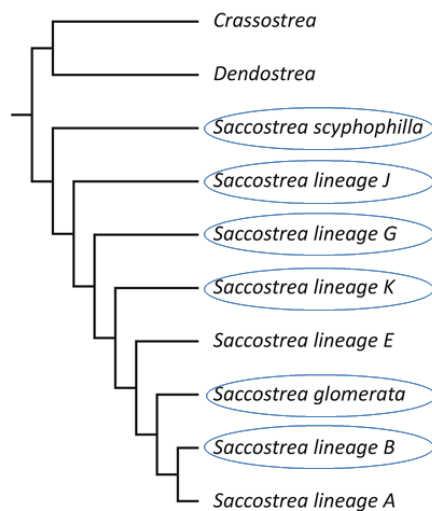 Crassostrea
Dendostrea
Saccostrea scyphophilla
Saccostrea lineage J
Saccostrea lineage G
Saccostrea lineage K
Saccostrea lineage E
Saccostrea glomerata
Saccostrea lineage B
Saccostrea lineage A